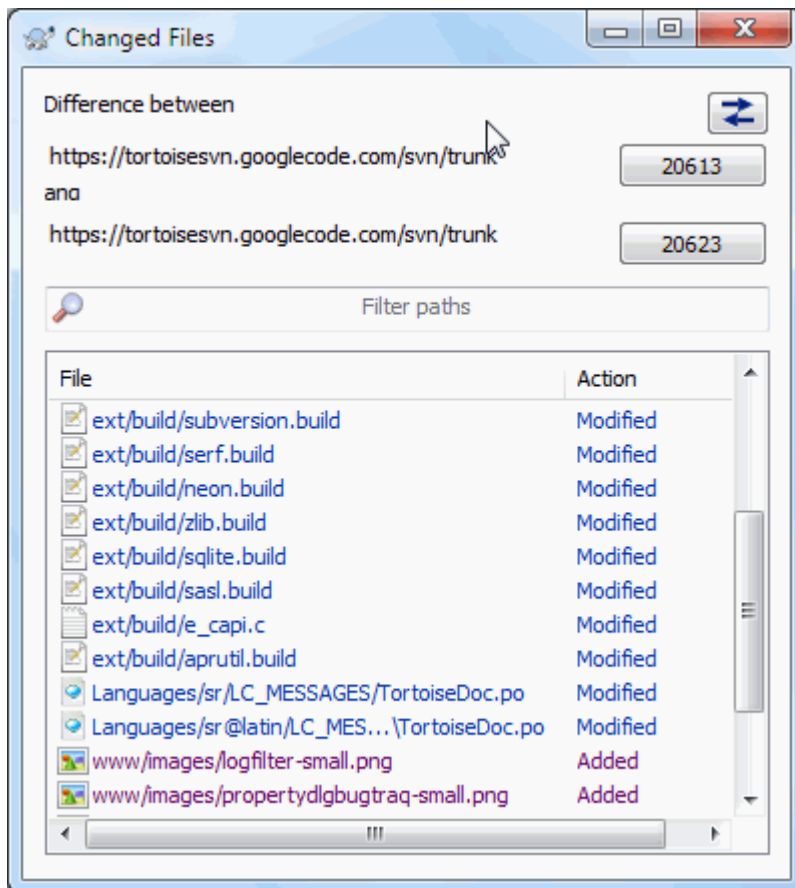 Changed Files
Difference between
https://tortoisesvn.googlecode.com/svn/trunk 20613
and
https://tortoisesvn.googlecode.com/svn/trunk 20623
Filter paths
File Action
ext/build/subversion.build Modified
ext/build/serf.build Modified
ext/build/neon.build Modified
ext/build/zlib.build Modified
ext/build/sqlite.build Modified
ext/build/sasl.build Modified
ext/build/e_capi.c Modified
ext/build/aprutil.build Modified
Languages/sr/LC_MESSAGES/TortoiseDoc.po Modified
Languages/sr@latin/LC_MES...\TortoiseDoc.po Modified
www/images/logfilter-small.png Added
www/images/propertydlgbugtraq-small.png Added